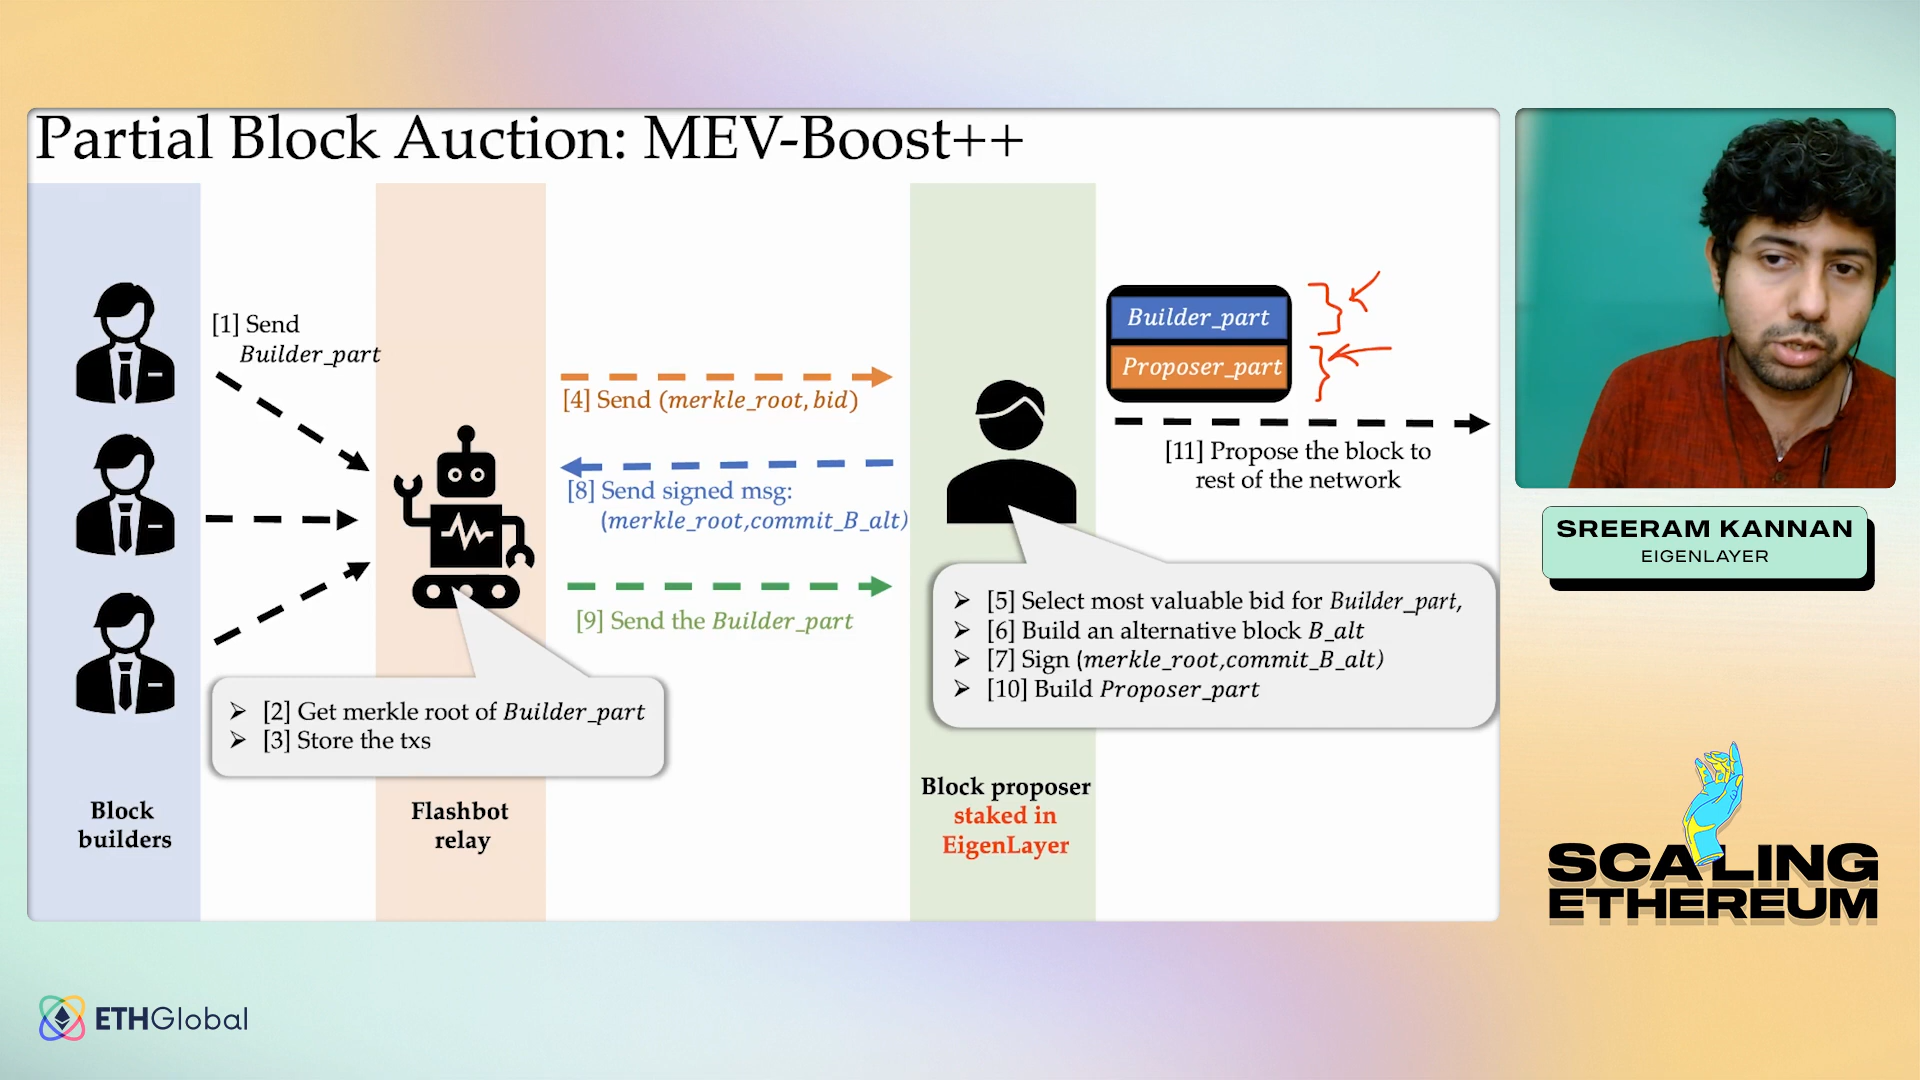 Partial Block Auction: MEV-Boost++
[1] Send
Builder_part
[4] Send (merkle_root, bid)
[8] Send signed msg:
(merkle_root,commit_B_alt)
[9] Send the Builder_part
Builder_part
Proposer_part
[11] Propose the block to
rest of the network
➢ [5] Select most valuable bid for Builder_part,
➢ [6] Build an alternative block B_alt
➢ [7] Sign (merkle_root,commit_B_alt)
➢ [10] Build Proposer_part
➢ [2] Get merkle root of Builder_part
➢ [3] Store the txs
Block
builders
Flashbot
relay
Block proposer
staked in
EigenLayer
SREERAM KANNAN
EIGENLAYER
SCALING
ETHEREUM
ETHGlobal